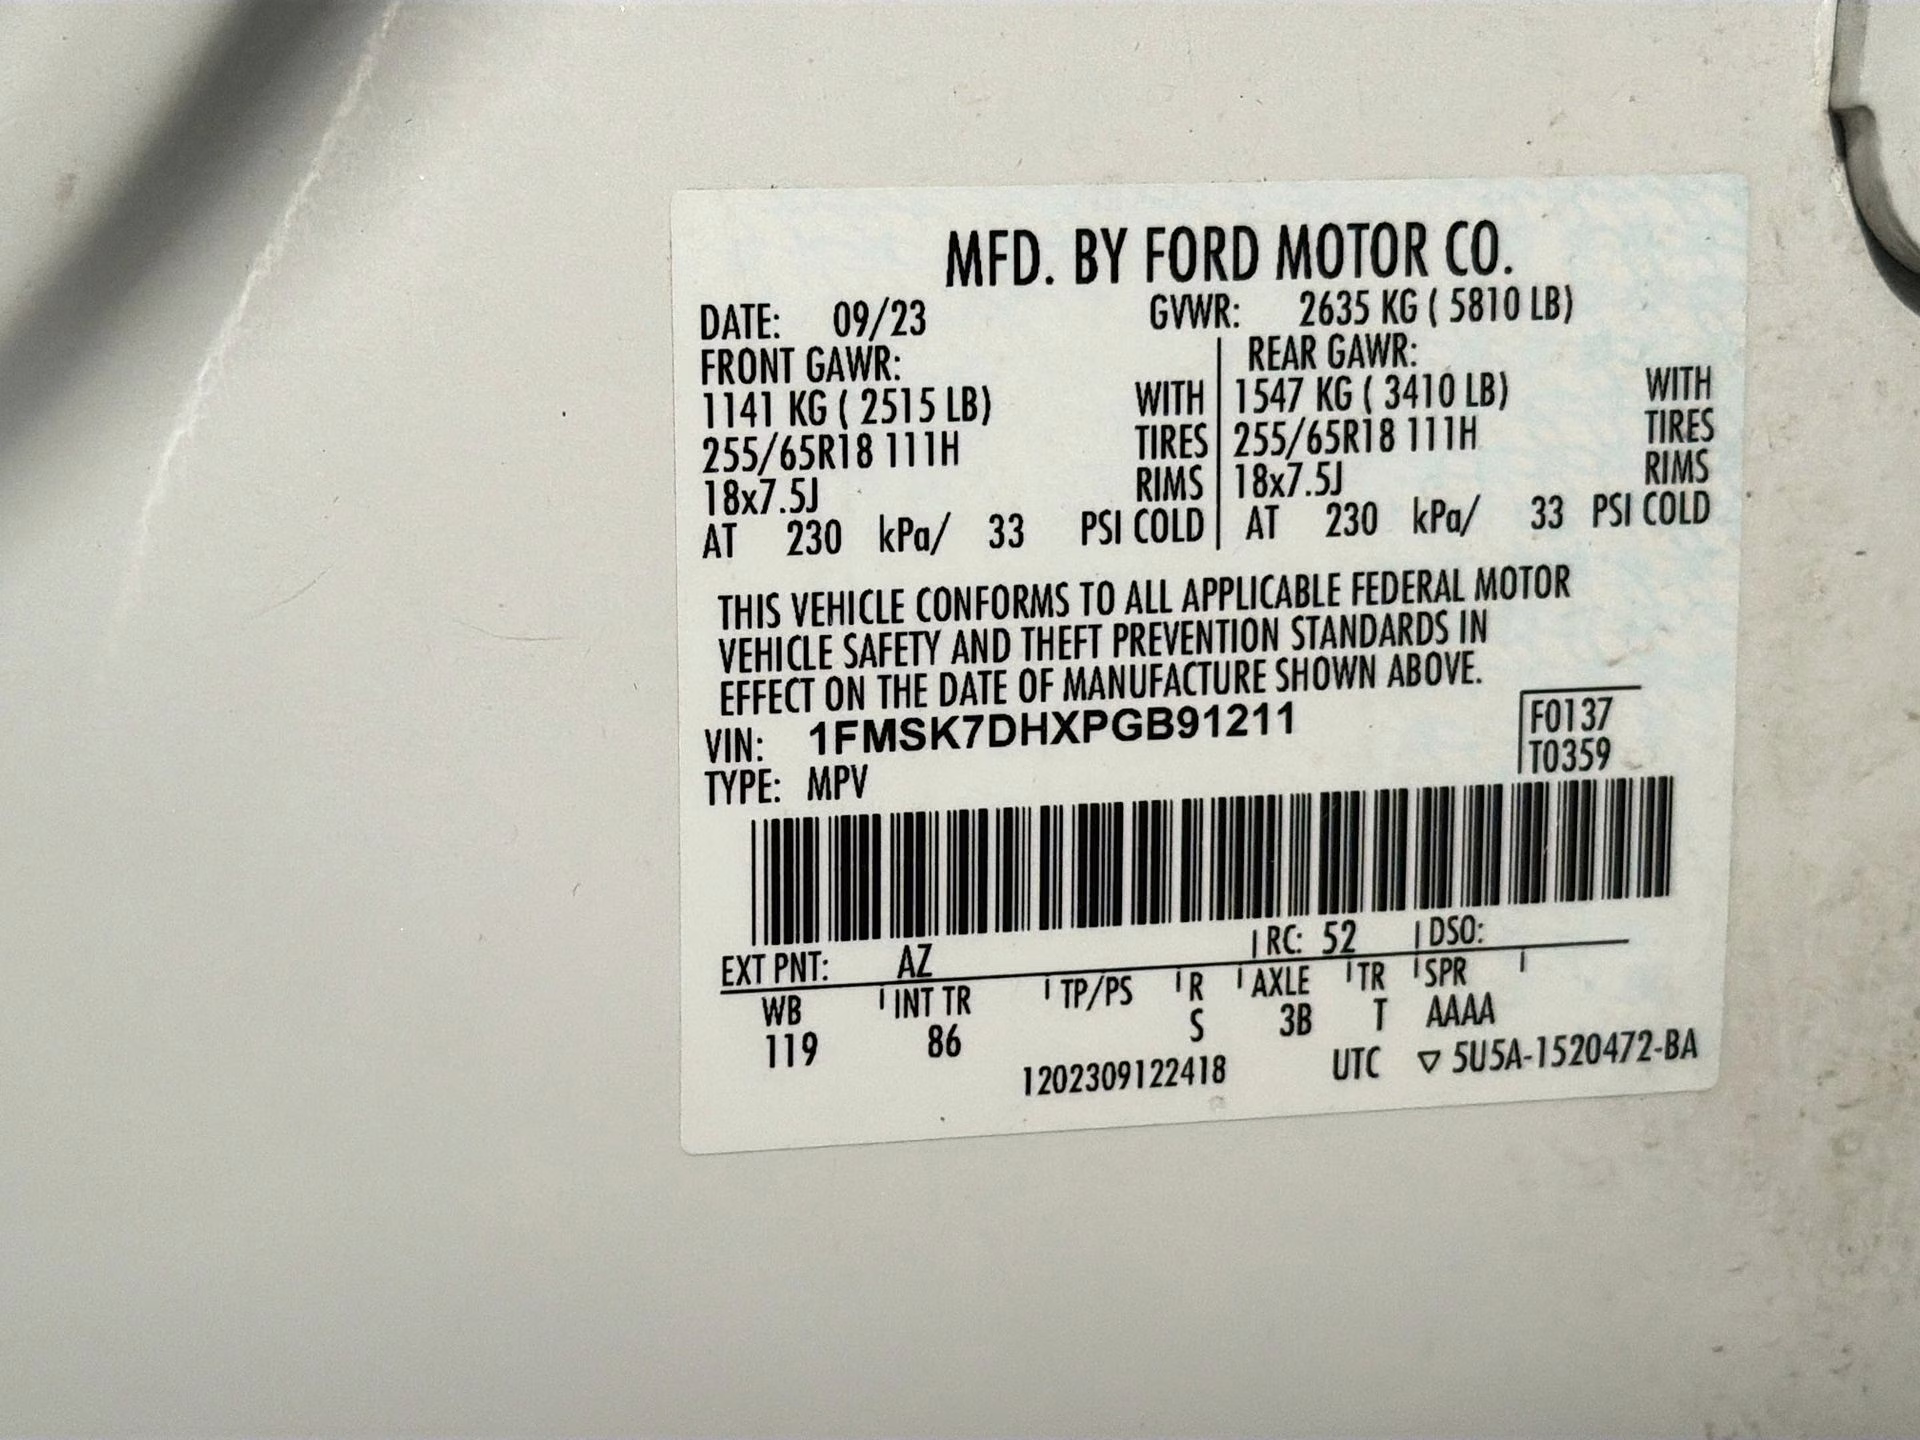 MFD. BY FORD MOTOR CO.
DATE: 09/23 GVWR: 2635 KG ( 5810 LB)
FRONT GAWR: REAR GAWR:
1141 KG ( 2515 LB) WITH 1547 KG ( 3410 LB) WITH
255/65R18 111H TIRES 255/65R18 111H TIRES
18x7.5J RIMS 18x7.5J RIMS
AT 230 kPa/ 33 PSI COLD AT 230 kPa/ 33 PSI COLD
THIS VEHICLE CONFORMS TO ALL APPLICABLE FEDERAL MOTOR
VEHICLE SAFETY AND THEFT PREVENTION STANDARDS IN
EFFECT ON THE DATE OF MANUFACTURE SHOWN ABOVE.
VIN: 1FMSK7DHXPGB91211 F0137
TYPE: MPV T0359
EXT PNT: AZ RC: 52 DSO:
WB INT TR TP/PS R AXLE TR SPR
119 86 S 3B T AAAA
1202309122418 UTC ▽ 5U5A-1520472-BA